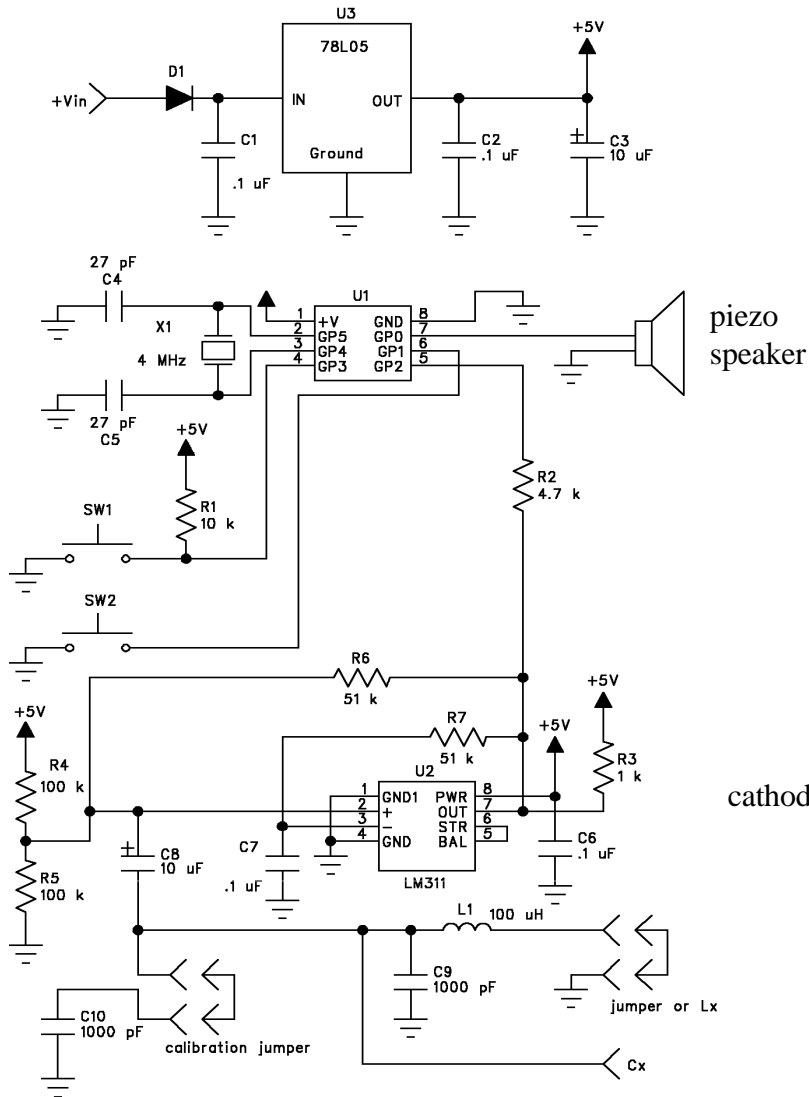 U3
78L05
+5V
D1
+Vin
IN
OUT
C1
.1 uF
Ground
C2
.1 uF
+
C3
10 uF
27 pF
C4
X1
4 MHz
27 pF
C5
U1
1
2
3
4
+V
GP5
GP4
GP3
GND
GP0
GP1
GP2
8
7
6
5
piezo
speaker
+5V
R1
10 k
R2
4.7 k
SW1
SW2
R6
51 k
+5V
R4
100 k
R5
100 k
+5V
+5V
R7
51 k
R3
1 k
U2
1
2
3
4
GND1
+
-
GND
PWR
OUT
STR
BAL
8
7
6
5
LM311
cathod
+
C8
10 uF
C7
.1 uF
C6
.1 uF
L1
100 uH
C9
1000 pF
jumper or Lx
C10
1000 pF
calibration jumper
Cx